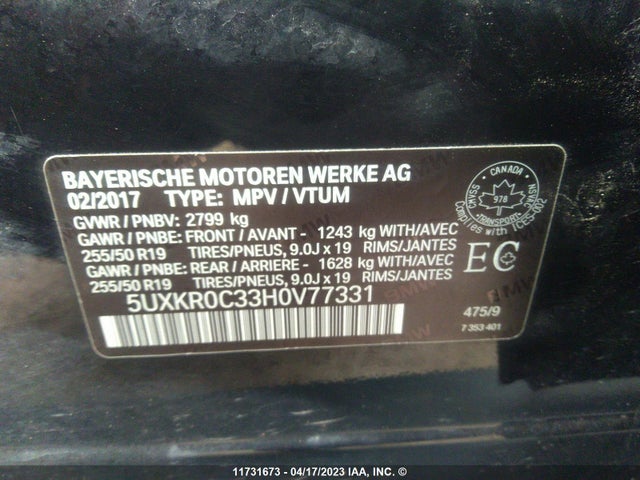 BAYERISCHE MOTOREN WERKE AG
02/2017 TYPE: MPV / VTUM
GVWR / PNBV: 2799 kg
GAWR / PNBE: FRONT / AVANT - 1243 kg WITH/AVEC
255/50 R19 TIRES/PNEUS, 9.0J x 19 RIMS/JANTES
GAWR / PNBE: REAR / ARRIERE - 1628 kg WITH/AVEC
255/50 R19 TIRES/PNEUS, 9.0J x 19 RIMS/JANTES
5UXKR0C33H0V77331
CANADA
978
TRANSPORT
EC
475/9
7 353 401
11731673 - 04/17/2023 IAA, Inc. ©